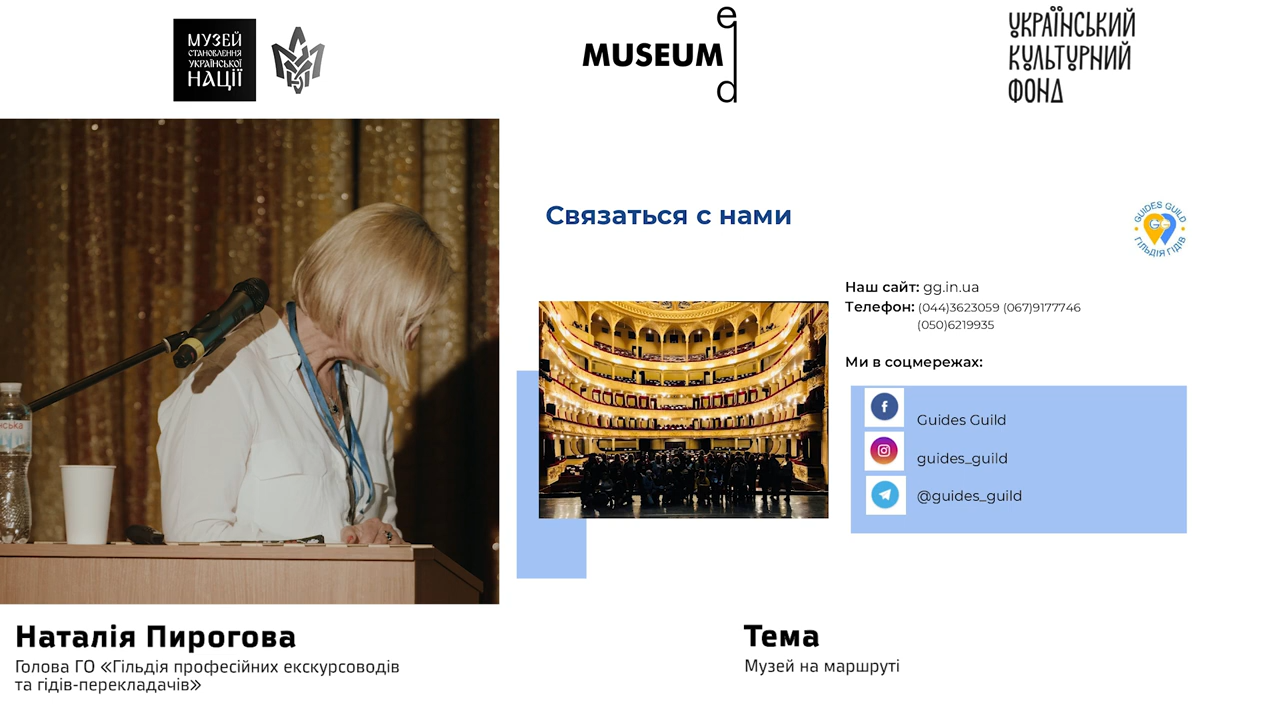 МУЗЕЙ
СТАНОВЛЕННЯ
УКРАЇНСЬКОЇ
НАЦІЇ
MUSEUM
ed
УКРАЇНСЬКИЙ
КУЛЬТУРНИЙ
ФОНД
Связаться с нами
GUIDES GUILD
GG
ГІЛЬДІЯ ГІДІВ
Наш сайт: gg.in.ua
Телефон: (044)3623059 (067)9177746
(050)6219935
Ми в соцмережах:
Guides Guild
guides_guild
@guides_guild
Наталія Пирогова
Голова ГО «Гільдія професійних екскурсоводів
та гідів-перекладачів»
Тема
Музей на маршруті